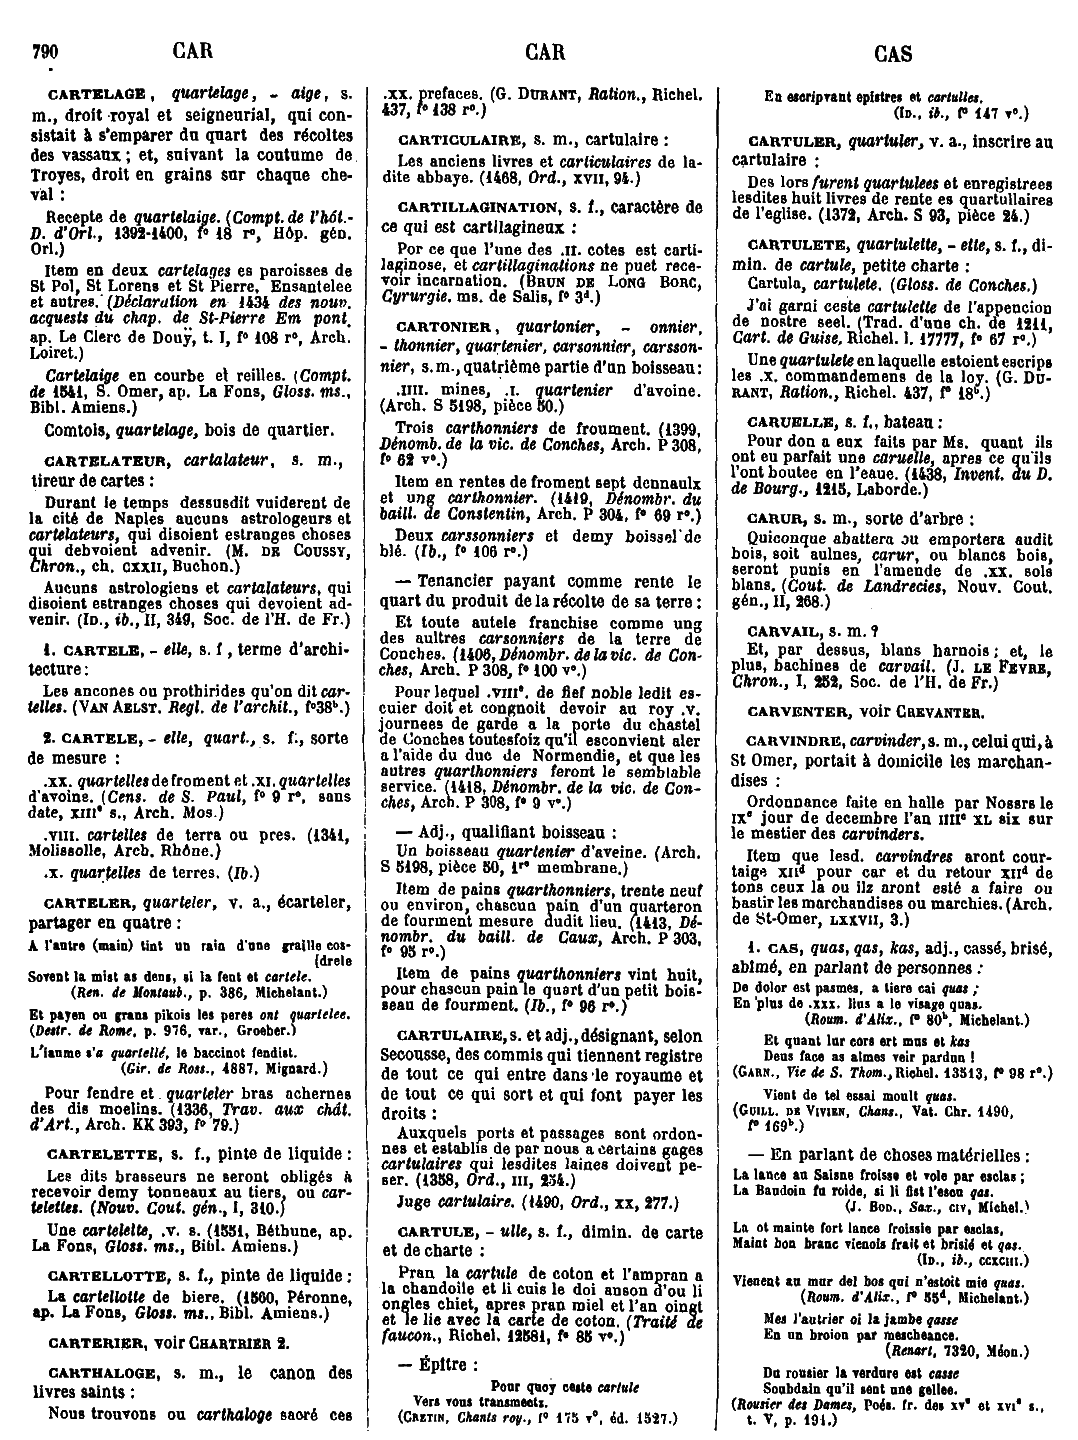 790 CAR CAR CAS
CARTELAGE, quartelage, - aige, s.
m., droit royal et seigneurial, qui con-
sistait à s'emparer du quart des récoltes
des vassaux ; et, suivant la coutume de
Troyes, droit en grains sur chaque che-
val :
Recepte de quartelaige. (Compt. de l'hôt.-
D. d'Orl., 1392-1400, f° 18 r°, Hôp. gén.
Orl.)
Item en deux cartelages es paroisses de
St Pol, St Lorens et St Pierre, Ensantelee
et autres. (Déclaration en 1434 des nouv.
acquests du chap. de St-Pierre Em pont,
ap. Le Clerc de Douÿ, t. I, f° 108 r°, Arch.
Loiret.)
Cartelaige en courbe et reilles. (Compt.
de 1541, S. Omer, ap. La Fons, Gloss. ms.,
Bibl. Amiens.)
Comtois, quartelage, bois de quartier.
CARTELATEUR, cartalateur, s. m.,
tireur de cartes :
Durant le temps dessusdit vuiderent de
la cité de Naples aucuns astrologeurs et
cartelateurs, qui disoient estranges choses
qui debvoient advenir. (M. DE COUSSY,
Chron., ch. CXXII, Buchon.)
Aucuns astrologiens et cartalateurs, qui
disoient estranges choses qui devoient ad-
venir. (ID., ib., II, 349, Soc. de l'H. de Fr.)
1. CARTELE, - elle, s. f, terme d'archi-
tecture :
Les ancones ou prothirides qu'on dit car-
telles. (VAN AELST. Regl. de l'archit., f°38b.)
2. CARTELE, - elle, quart., s. f., sorte
de mesure :
.XX. quartelles de froment et .XI. quartelles
d'avoine. (Cens. de S. Paul, f° 9 r°, sans
date, XIIIe s., Arch. Mos.)
.VIII. cartelles de terra ou pres. (1341,
Molissolle, Arch. Rhône.)
.X. quartelles de terres. (Ib.)
CARTELER, quarteler, v. a., écarteler,
partager en quatre :
A l'autre (main) tint un rain d'une graille cos-
[drele
Sovent la mist as dens, si la fent et cartele.
(Ren. de Montaub., p. 386, Michelant.)
Et payen ou grans pikois les peres ont quartelee.
(Destr. de Rome, p. 976, var., Groeber.)
L'iaume s'a quartellé, le baccinot fendist.
(Gir. de Ross., 4887, Mignard.)
Pour fendre et quarteler bras achernes
des dis moelins. (1336, Trav. aux chât.
d'Art., Arch. KK 393, f° 79.)
CARTELETTE, s. f., pinte de liquide :
Les dits brasseurs ne seront obligés à
recevoir demy tonneaux au tiers, ou car-
telettes. (Nouv. Cout. gén., I, 310.)
Une cartelette, .V. s. (1551, Béthune, ap.
La Fons, Gloss. ms., Bibl. Amiens.)
CARTELLOTTE, s. f., pinte de liquide :
La cartellotte de biere. (1560, Péronne,
ap. La Fons, Gloss. ms., Bibl. Amiens.)
CARTERIER, voir CHARTRIER 2.
CARTHALOGE, s. m., le canon des
livres saints :
Nous trouvons ou carthaloge sacré ces
.XX. prefaces. (G. DURANT, Ration., Richel.
437, f° 138 r°.)
CARTICULAIRE, s. m., cartulaire :
Les anciens livres et carticulaires de la-
dite abbaye. (1468, Ord., XVII, 94.)
CARTILLAGINATION, s. f., caractère de
ce qui est cartilagineux :
Por ce que l'une des .II. cotes est carti-
laginose, et cartillaginations ne puet rece-
voir incarnation. (BRUN DE LONG BORC,
Cyrurgie, ms. de Salis, f° 3d.)
CARTONIER, quartonier, - onnier,
- thonnier, quartenier, carsonnier, carsson-
nier, s. m., quatrième partie d'un boisseau :
.IIII. mines, .I. quartenier d'avoine.
(Arch. S 5198, pièce 50.)
Trois carthonniers de froument. (1399,
Dénomb. de la vic. de Conches, Arch. P 308,
f° 62 v°.)
Item en rentes de froment sept dennaulx
et ung carthonnier. (1419, Dénombr. du
baill. de Constentin, Arch. P 304, f° 69 r°.)
Deux carssonniers et demy boissel de
blé. (Ib., f° 106 r°.)
— Tenancier payant comme rente le
quart du produit de la récolte de sa terre :
Et toute autele franchise comme ung
des aultres carsonniers de la terre de
Conches. (1406, Dénombr. de la vic. de Con-
ches, Arch. P 308, f° 100 v°.)
Pour lequel .VIIIe. de fief noble ledit es-
cuier doit et congnoit devoir au roy .V.
journees de garde a la porte du chastel
de Conches toutesfoiz qu'il esconvient aler
a l'aide du duc de Normendie, et que les
autres quarthonniers feront le semblable
service. (1418, Dénombr. de la vic. de Con-
ches, Arch. P 308, f° 9 v°.)
— Adj., qualifiant boisseau :
Un boisseau quartenier d'aveine. (Arch.
S 5198, pièce 50, 1re membrane.)
Item de pains quarthonniers, trente neuf
ou environ, chascun pain d'un quarteron
de fourment mesure dudit lieu. (1413, Dé-
nombr. du baill. de Caux, Arch. P 303,
f° 95 r°.)
Item de pains quarthonniers vint huit,
pour chascun pain le quart d'un petit bois-
seau de fourment. (Ib., f° 96 r°.)
CARTULAIRE, s. et adj., désignant, selon
Secousse, des commis qui tiennent registre
de tout ce qui entre dans le royaume et
de tout ce qui sort et qui font payer les
droits :
Auxquels ports et passages sont ordon-
nes et establis de par nous a certains gages
cartulaires qui lesdites laines doivent pe-
ser. (1358, Ord., III, 254.)
Juge cartulaire. (1490, Ord., XX, 277.)
CARTULE, - ulle, s. f., dimin. de carte
et de charte :
Pran la cartule de coton et l'ampran a
la chandoile et li cuis le doi anson d'ou li
ongles chiet, apres pran miel et l'an oingt
et le lie avec la carte de coton. (Traité de
faucon., Richel. 12581, f° 85 v°.)
— Épître :
Pour quoy ceste cartule
Vers vous transmets.
(CRETIN, Chants roy., f° 175 v°, éd. 1527.)
En escripvant epistres et cartulles.
(ID., ib., f° 147 v°.)
CARTULER, quartuler, v. a., inscrire au
cartulaire :
Des lors furent quartulees et enregistrees
lesdites huit livres de rente es quartullaires
de l'eglise. (1372, Arch. S 93, pièce 24.)
CARTULETE, quartulette, - ette, s. f., di-
min. de cartule, petite charte :
Cartula, cartulete. (Gloss. de Conches.)
J'ai garni ceste cartulette de l'appencion
de nostre seel. (Trad. d'une ch. de 1211,
Cart. de Guise, Richel. l. 17777, f° 67 r°.)
Une quartulete en laquelle estoient escrips
les .X. commandemens de la loy. (G. DU-
RANT, Ration., Richel. 437, f° 18b.)
CARUELLE, s. f., bateau :
Pour don a eux faits par Ms. quant ils
ont eu parfait une caruelle, apres ce qu'ils
l'ont boutee en l'eaue. (1438, Invent. du D.
de Bourg., 1215, Laborde.)
CARUR, s. m., sorte d'arbre :
Quiconque abattera ou emportera audit
bois, soit aulnes, carur, ou blancs bois,
seront punis en l'amende de .XX. sols
blans. (Cout. de Landrecies, Nouv. Cout.
gén., II, 268.)
CARVAIL, s. m. ?
Et, par dessus, blans harnois ; et, le
plus, bachines de carvail. (J. LE FEVRE,
Chron., I, 252, Soc. de l'H. de Fr.)
CARVENTER, voir CREVANTER.
CARVINDRE, carvinder, s. m., celui qui, à
St Omer, portait à domicile les marchan-
dises :
Ordonnance faite en halle par Nossrs le
IXe jour de decembre l'an IIIIe XL six sur
le mestier des carvinders.
Item que lesd. carvindres aront cour-
taige XIId pour car et du retour XIId de
tons ceux la ou ilz aront esté a faire ou
bastir les marchandises ou marchies. (Arch.
de St-Omer, LXXVII, 3.)
1. CAS, quas, qas, kas, adj., cassé, brisé,
abîmé, en parlant de personnes :
De dolor est pasmes, a tiere cai quas ;
En plus de .XXX. lius a le visage quas.
(Roum. d'Alix., f° 80b, Michelant.)
Et quant lur cors ert mus et kas
Deus face as almes veir pardun !
(GARN., Vie de S. Thom., Richel. 13513, f° 98 r°.)
Vient de tel essai moult quas.
(GUILL. DE VIVIEN, Chans., Vat. Chr. 1490,
f° 169b.)
— En parlant de choses matérielles :
La lance au Saisne froisse et vole par esclas ;
La Baudoin fu roide, si li fist l'escu qas.
(J. BOD., Sax., CIV, Michel.)
La ot mainte fort lance froissie par esclas,
Maint bon branc vienois frait et brisié et qas.
(ID., ib., CCXCIII.)
Vienent au mur del bos qui n'estoit mie quas.
(Roum. d'Alix., f° 55d, Michelant.)
Mes l'autrier oi la jambe qasse
En un broion par mescheance.
(Renart, 7320, Méon.)
Du rousier la verdure est casse
Soubdain qu'il sent une gellee.
(Rousier des Dames, Poés. fr. des XVe et XVIe s.,
t. V, p. 191.)